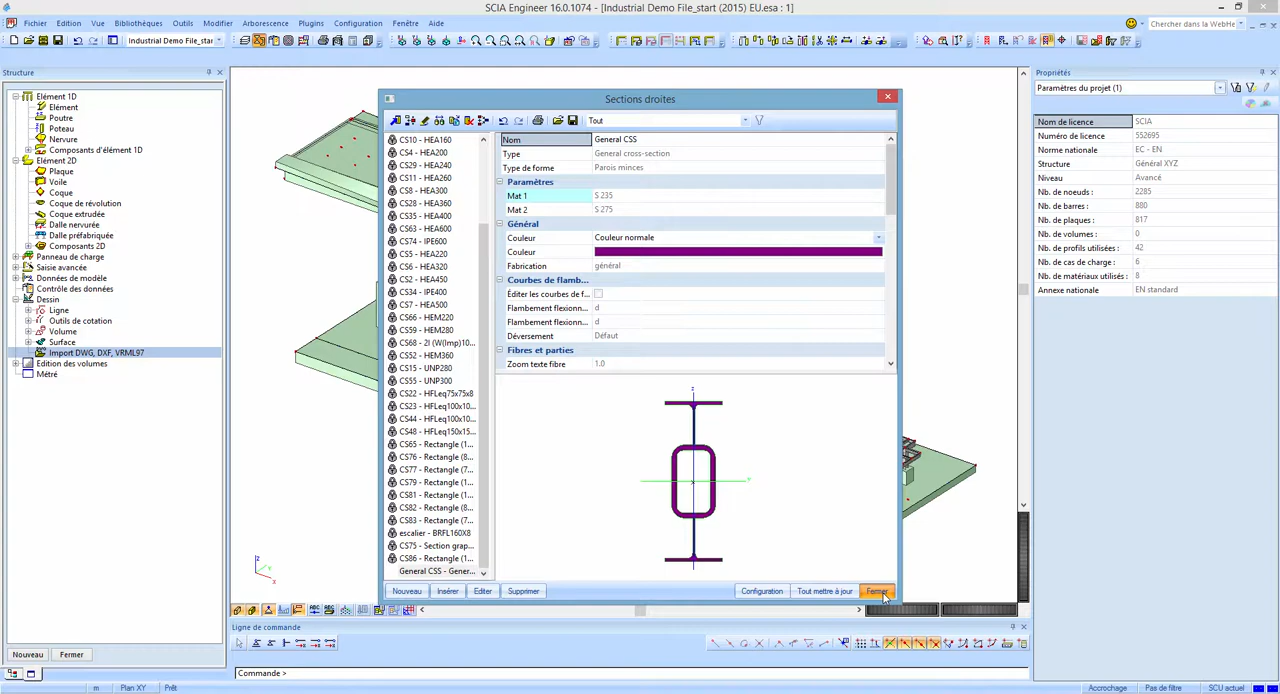 SCIA Engineer 16.0.1074 - [Industrial Demo File_start (2015) EU.esa : 1]
Fichier Edition Vue Bibliothèques Outils Modifier Arborescence Plugins Configuration Fenêtre Aide
Chercher dans la WebHe
Industrial Demo File_star
Structure
Elément 1D
Elément
Poutre
Poteau
Nervure
Composants d'élément 1D
Elément 2D
Plaque
Voile
Coque
Coque de révolution
Coque extrudée
Dalle nervurée
Dalle préfabriquée
Composants 2D
Panneau de charge
Saisie avancée
Données de modèle
Contrôle des données
Dessin
Ligne
Outils de cotation
Volume
Surface
Import DWG, DXF, VRML97
Edition des volumes
Métré
Nouveau Fermer
Sections droites
Tout
CS10 - HEA160
CS4 - HEA200
CS29 - HEA240
CS11 - HEA260
CS8 - HEA300
CS28 - HEA360
CS35 - HEA400
CS63 - HEA600
CS74 - IPE600
CS5 - HEA220
CS6 - HEA320
CS2 - HEA450
CS34 - IPE400
CS7 - HEA500
CS66 - HEM220
CS59 - HEM280
CS68 - 2I (W(Imp)10...
CS52 - HEM360
CS15 - UNP280
CS55 - UNP300
CS22 - HFLeq75x75x8
CS23 - HFLeq100x10...
CS44 - HFLeq100x10...
CS48 - HFLeq150x15...
CS65 - Rectangle (1...
CS76 - Rectangle (8...
CS77 - Rectangle (7...
CS79 - Rectangle (1...
CS81 - Rectangle (1...
CS82 - Rectangle (8...
CS83 - Rectangle (7...
escalier - BRFL160X8
CS75 - Section grap...
CS86 - Rectangle (1...
General CSS - Gener...
Nom General CSS
Type General cross-section
Type de forme Parois minces
Paramètres
Mat 1 S 235
Mat 2 S 275
Général
Couleur Couleur normale
Couleur
Fabrication général
Courbes de flamb...
Éditer les courbes de f...
Flambement flexionn... d
Flambement flexionn... d
Déversement Défaut
Fibres et parties
Zoom texte fibre 1.0
z
Nouveau Insérer Editer Supprimer Configuration Tout mettre à jour Fermer
Propriétés
Paramètres du projet (1)
Nom de licence SCIA
Numéro de licence 552695
Norme nationale EC - EN
Structure Général XYZ
Niveau Avancé
Nb. de noeuds : 2285
Nb. de barres : 880
Nb. de plaques : 817
Nb. de volumes : 0
Nb. de profils utilisées : 42
Nb. de cas de charge : 6
Nb. de matériaux utilisés : 8
Annexe nationale EN standard
Z
Y
X
Ligne de commande
Commande >
m Plan XY Prêt Accrochage Pas de filtre SCU actuel